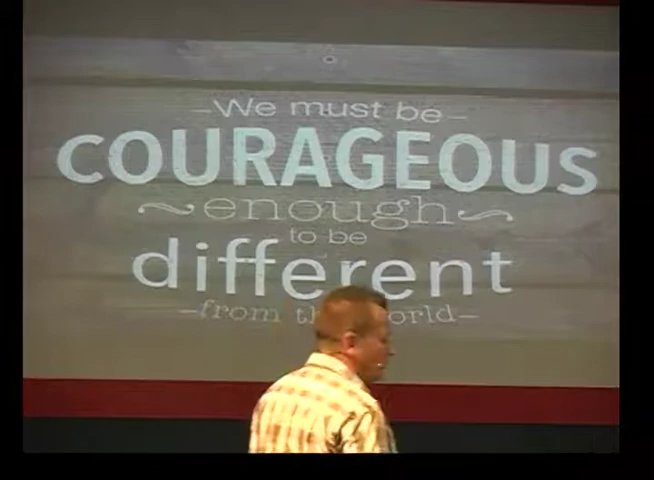 We must be
COURAGEOUS
enough
to be
different
from